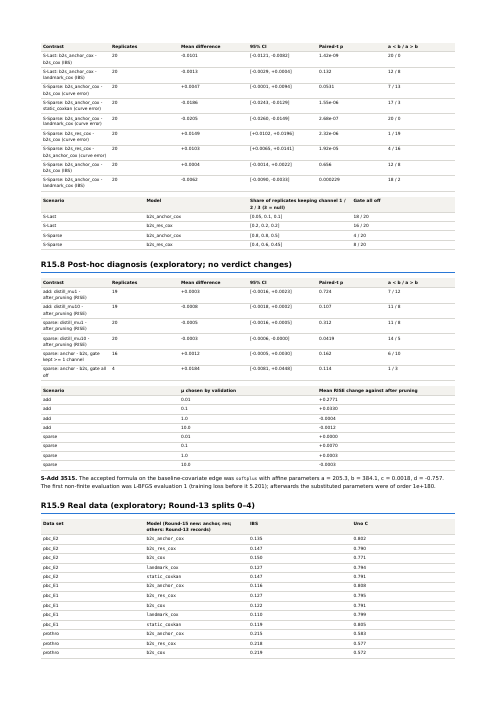 Contrast Replicates Mean difference 95% CI Paired-t p a < b / a > b
S-Last: b2s_anchor_cox - b2s_cox (IBS) 20 -0.0101 [-0.0121, -0.0082] 1.42e-09 20 / 0
S-Last: b2s_anchor_cox - landmark_cox (IBS) 20 -0.0013 [-0.0029, +0.0004] 0.132 12 / 8
S-Sparse: b2s_anchor_cox - b2s_cox (curve error) 20 +0.0047 [-0.0001, +0.0094] 0.0531 7 / 13
S-Sparse: b2s_anchor_cox - static_coxkan (curve error) 20 -0.0186 [-0.0243, -0.0129] 1.55e-06 17 / 3
S-Sparse: b2s_anchor_cox - landmark_cox (curve error) 20 -0.0205 [-0.0260, -0.0149] 2.68e-07 20 / 0
S-Sparse: b2s_res_cox - b2s_cox (curve error) 20 +0.0149 [+0.0102, +0.0196] 2.32e-06 1 / 19
S-Sparse: b2s_res_cox - b2s_anchor_cox (curve error) 20 +0.0103 [+0.0065, +0.0141] 1.92e-05 4 / 16
S-Sparse: b2s_anchor_cox - b2s_cox (IBS) 20 +0.0004 [-0.0014, +0.0022] 0.656 12 / 8
S-Sparse: b2s_anchor_cox - landmark_cox (IBS) 20 -0.0062 [-0.0090, -0.0033] 0.000229 18 / 2
Scenario Model Share of replicates keeping channel 1 / 2 / 3 (3 = null) Gate all off
S-Last b2s_anchor_cox [0.05, 0.1, 0.1] 18 / 20
S-Last b2s_res_cox [0.2, 0.2, 0.2] 16 / 20
S-Sparse b2s_anchor_cox [0.8, 0.8, 0.5] 4 / 20
S-Sparse b2s_res_cox [0.4, 0.6, 0.45] 8 / 20
R15.8 Post-hoc diagnosis (exploratory; no verdict changes)
Contrast Replicates Mean difference 95% CI Paired-t p a < b / a > b
add: distill_mu1 - after_pruning (RISE) 19 +0.0003 [-0.0016, +0.0023] 0.724 7 / 12
add: distill_mu10 - after_pruning (RISE) 19 -0.0008 [-0.0018, +0.0002] 0.107 11 / 8
sparse: distill_mu1 - after_pruning (RISE) 20 -0.0005 [-0.0016, +0.0005] 0.312 11 / 8
sparse: distill_mu10 - after_pruning (RISE) 20 -0.0003 [-0.0006, -0.0000] 0.0419 14 / 5
sparse: anchor - b2s, gate kept >= 1 channel 16 +0.0012 [-0.0005, +0.0030] 0.162 6 / 10
sparse: anchor - b2s, gate all off 4 +0.0184 [-0.0081, +0.0448] 0.114 1 / 3
Scenario μ chosen by validation Mean RISE change against after pruning
add 0.01 +0.2771
add 0.1 +0.0330
add 1.0 -0.0004
add 10.0 -0.0012
sparse 0.01 +0.0000
sparse 0.1 +0.0070
sparse 1.0 +0.0003
sparse 10.0 -0.0003
S-Add 3515. The accepted formula on the baseline-covariate edge was softplus with affine parameters a = 205.3, b = 384.1, c = 0.0018, d = -0.757.
The first non-finite evaluation was L-BFGS evaluation 1 (training loss before it 5.201); afterwards the substituted parameters were of order 1e+180.
R15.9 Real data (exploratory; Round-13 splits 0–4)
Data set Model (Round-15 new: anchor, res; others: Round-13 records) IBS Uno C
pbc_E2 b2s_anchor_cox 0.135 0.802
pbc_E2 b2s_res_cox 0.147 0.790
pbc_E2 b2s_cox 0.150 0.771
pbc_E2 landmark_cox 0.127 0.794
pbc_E2 static_coxkan 0.147 0.791
pbc_E1 b2s_anchor_cox 0.116 0.808
pbc_E1 b2s_res_cox 0.127 0.795
pbc_E1 b2s_cox 0.122 0.791
pbc_E1 landmark_cox 0.110 0.799
pbc_E1 static_coxkan 0.119 0.805
prothro b2s_anchor_cox 0.215 0.583
prothro b2s_res_cox 0.218 0.577
prothro b2s_cox 0.219 0.572